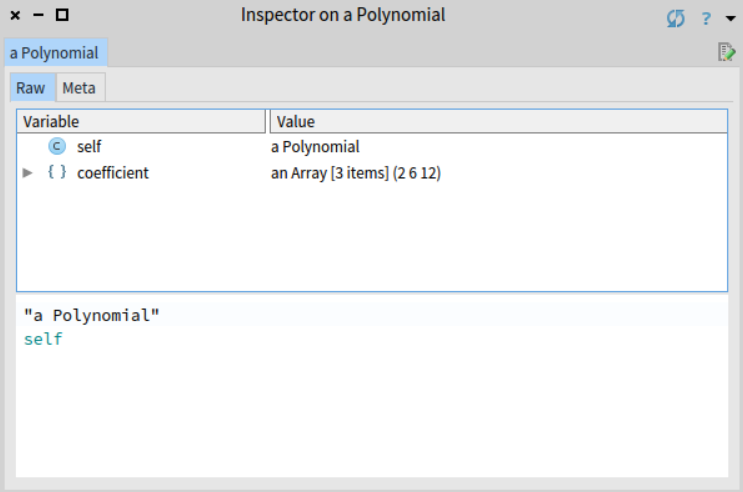 Inspector on a Polynomial
?
a Polynomial
Raw Meta
Variable Value
C self a Polynomial
{ } coefficient an Array [3 items] (2 6 12)
"a Polynomial"
self